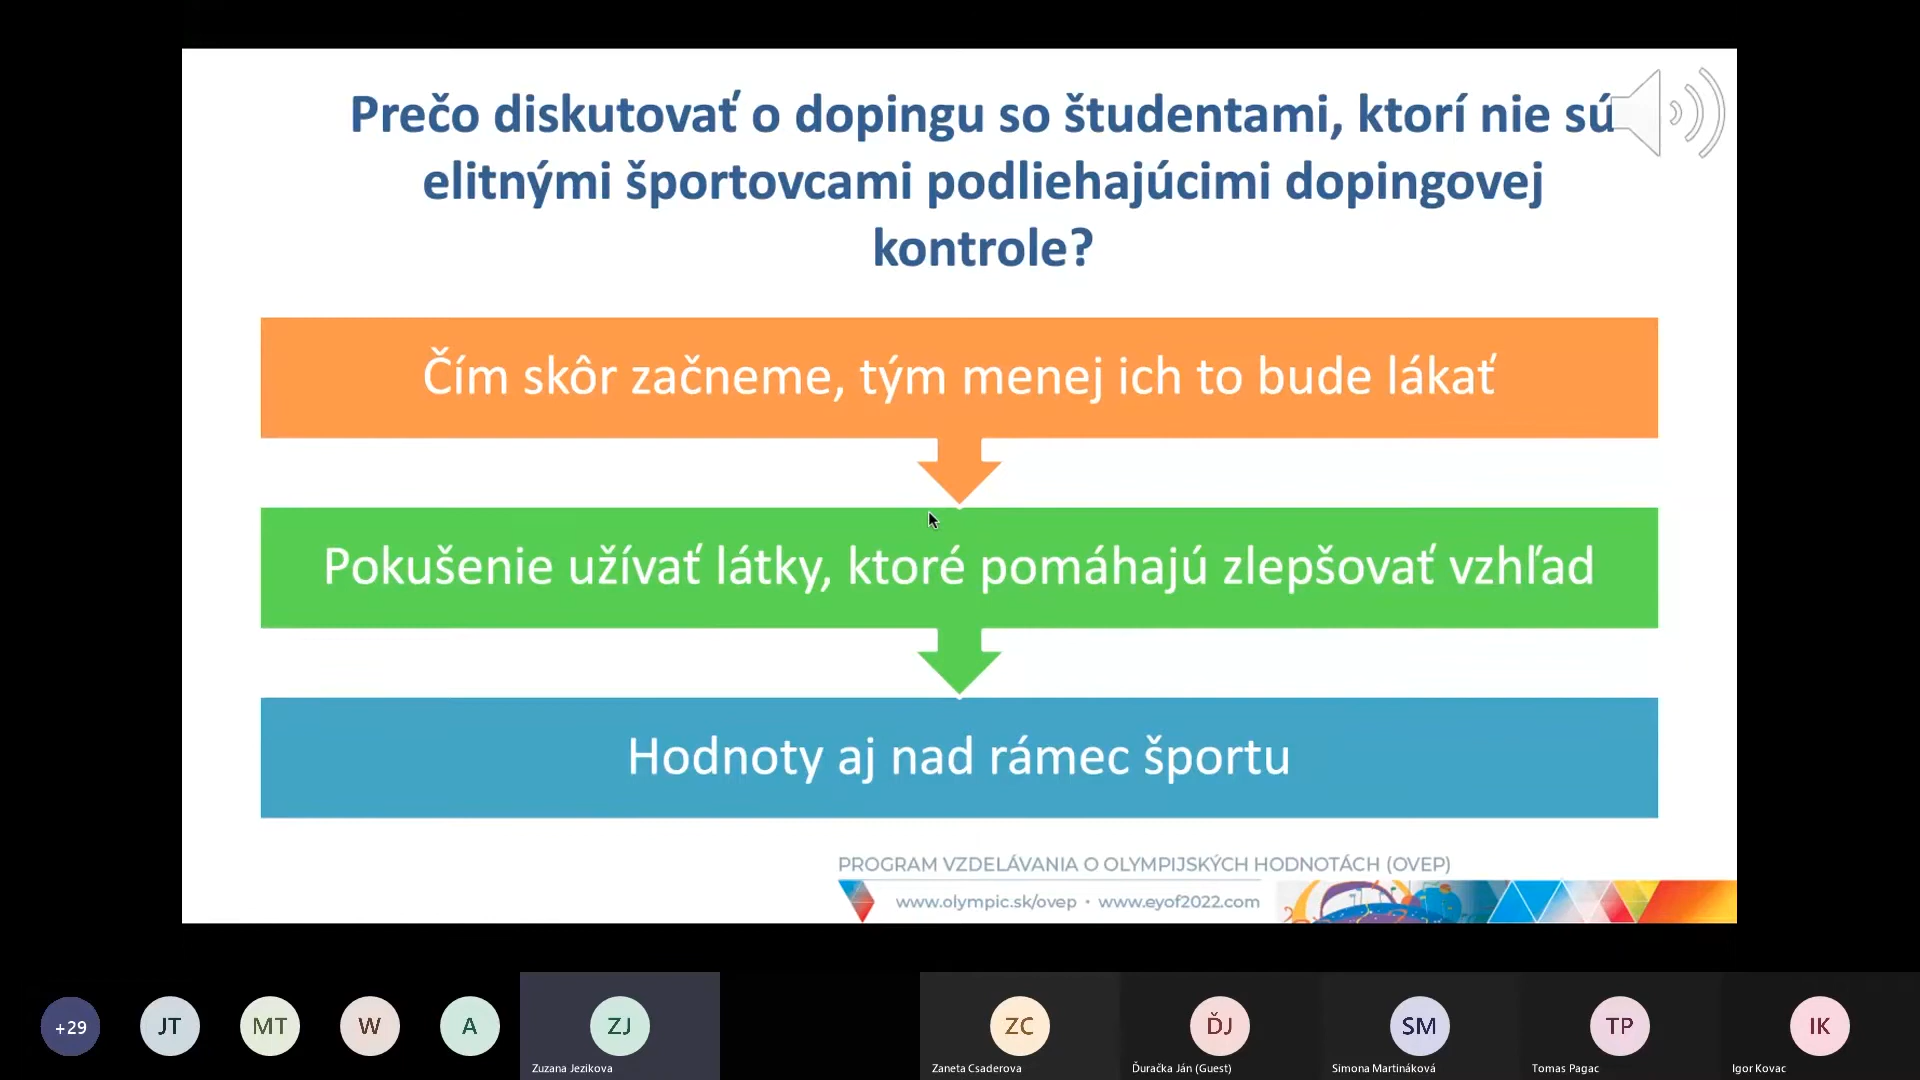 Prečo diskutovať o dopingu so študentami, ktorí nie sú
elitnými športovcami podliehajúcimi dopingovej
kontrole?
Čím skôr začneme, tým menej ich to bude lákať
Pokušenie užívať látky, ktoré pomáhajú zlepšovať vzhľad
Hodnoty aj nad rámec športu
PROGRAM VZDELÁVANIA O OLYMPIJSKÝCH HODNOTÁCH (OVEP)
www.olympic.sk/ovep • www.eyof2022.com
+29
JT
MT
W
A
ZJ
ZC
ĎJ
SM
TP
IK
Zuzana Jezikova
Zaneta Csaderova
Ďuračka Ján (Guest)
Simona Martináková
Tomas Pagac
Igor Kovac